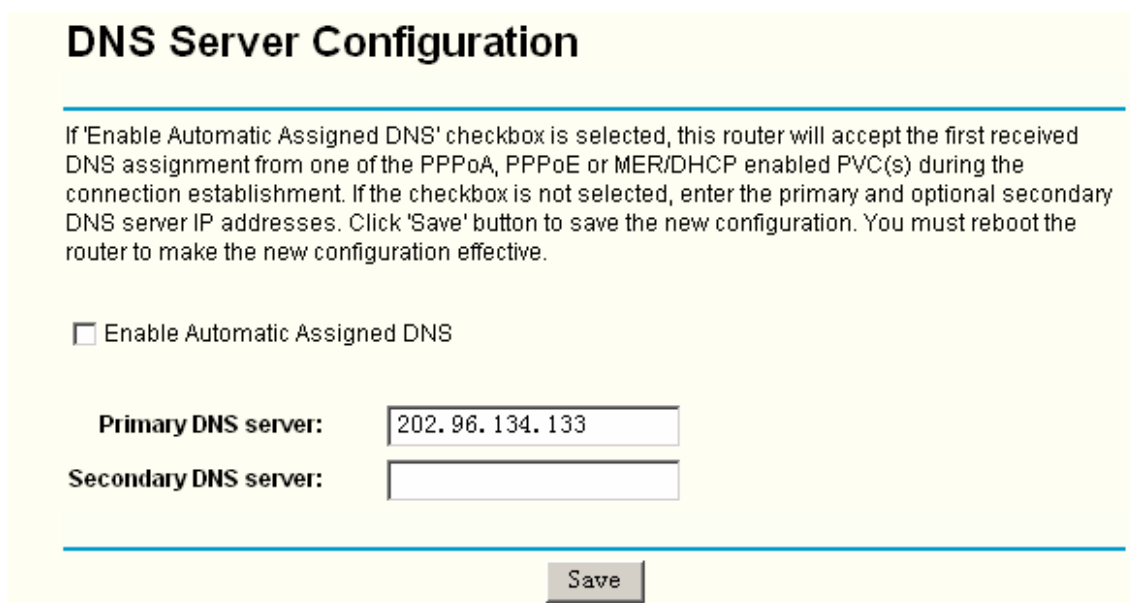 DNS Server Configuration
If 'Enable Automatic Assigned DNS' checkbox is selected, this router will accept the first received
DNS assignment from one of the PPPoA, PPPoE or MER/DHCP enabled PVC(s) during the
connection establishment. If the checkbox is not selected, enter the primary and optional secondary
DNS server IP addresses. Click 'Save' button to save the new configuration. You must reboot the
router to make the new configuration effective.
Enable Automatic Assigned DNS
Primary DNS server: 202.96.134.133
Secondary DNS server:
Save